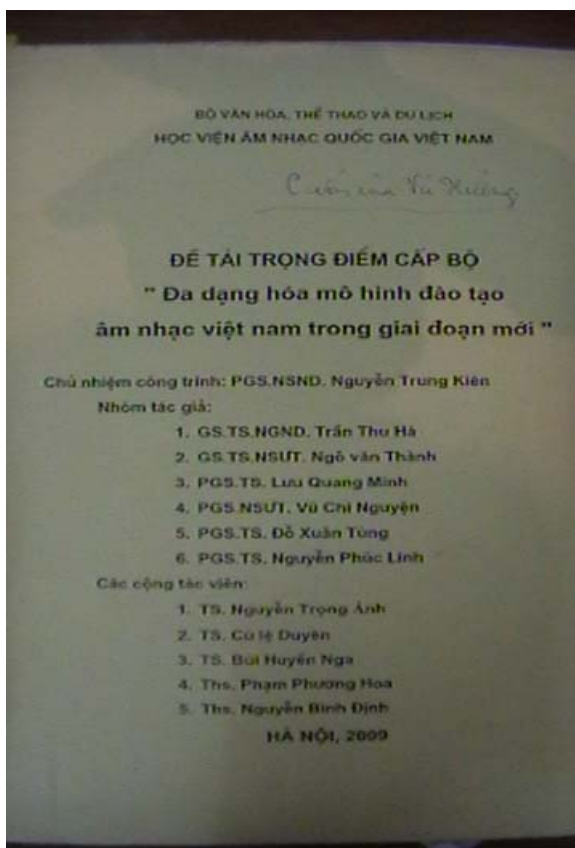 BỘ VĂN HÓA, THỂ THAO VÀ DU LỊCH
HỌC VIỆN ÂM NHẠC QUỐC GIA VIỆT NAM
Vũ Hướng
ĐỀ TÀI TRỌNG ĐIỂM CẤP BỘ
" Đa dạng hóa mô hình đào tạo
âm nhạc việt nam trong giai đoạn mới "
Chủ nhiệm công trình: PGS.NSND. Nguyễn Trung Kiên
Nhóm tác giả:
1. GS.TS.NGND. Trần Thu Hà
2. GS.TS.NSƯT. Ngô văn Thành
3. PGS.TS. Lưu Quang Minh
4. PGS.NSƯT. Vũ Chí Nguyện
5. PGS.TS. Đỗ Xuân Tùng
6. PGS.TS. Nguyễn Phúc Linh
Các cộng tác viên:
1. TS. Nguyễn Trọng Ánh
2. TS. Cù lệ Duyên
3. TS. Bùi Huyền Nga
4. Ths. Phạm Phương Hoa
5. Ths. Nguyễn Bình Định
HÀ NỘI, 2009